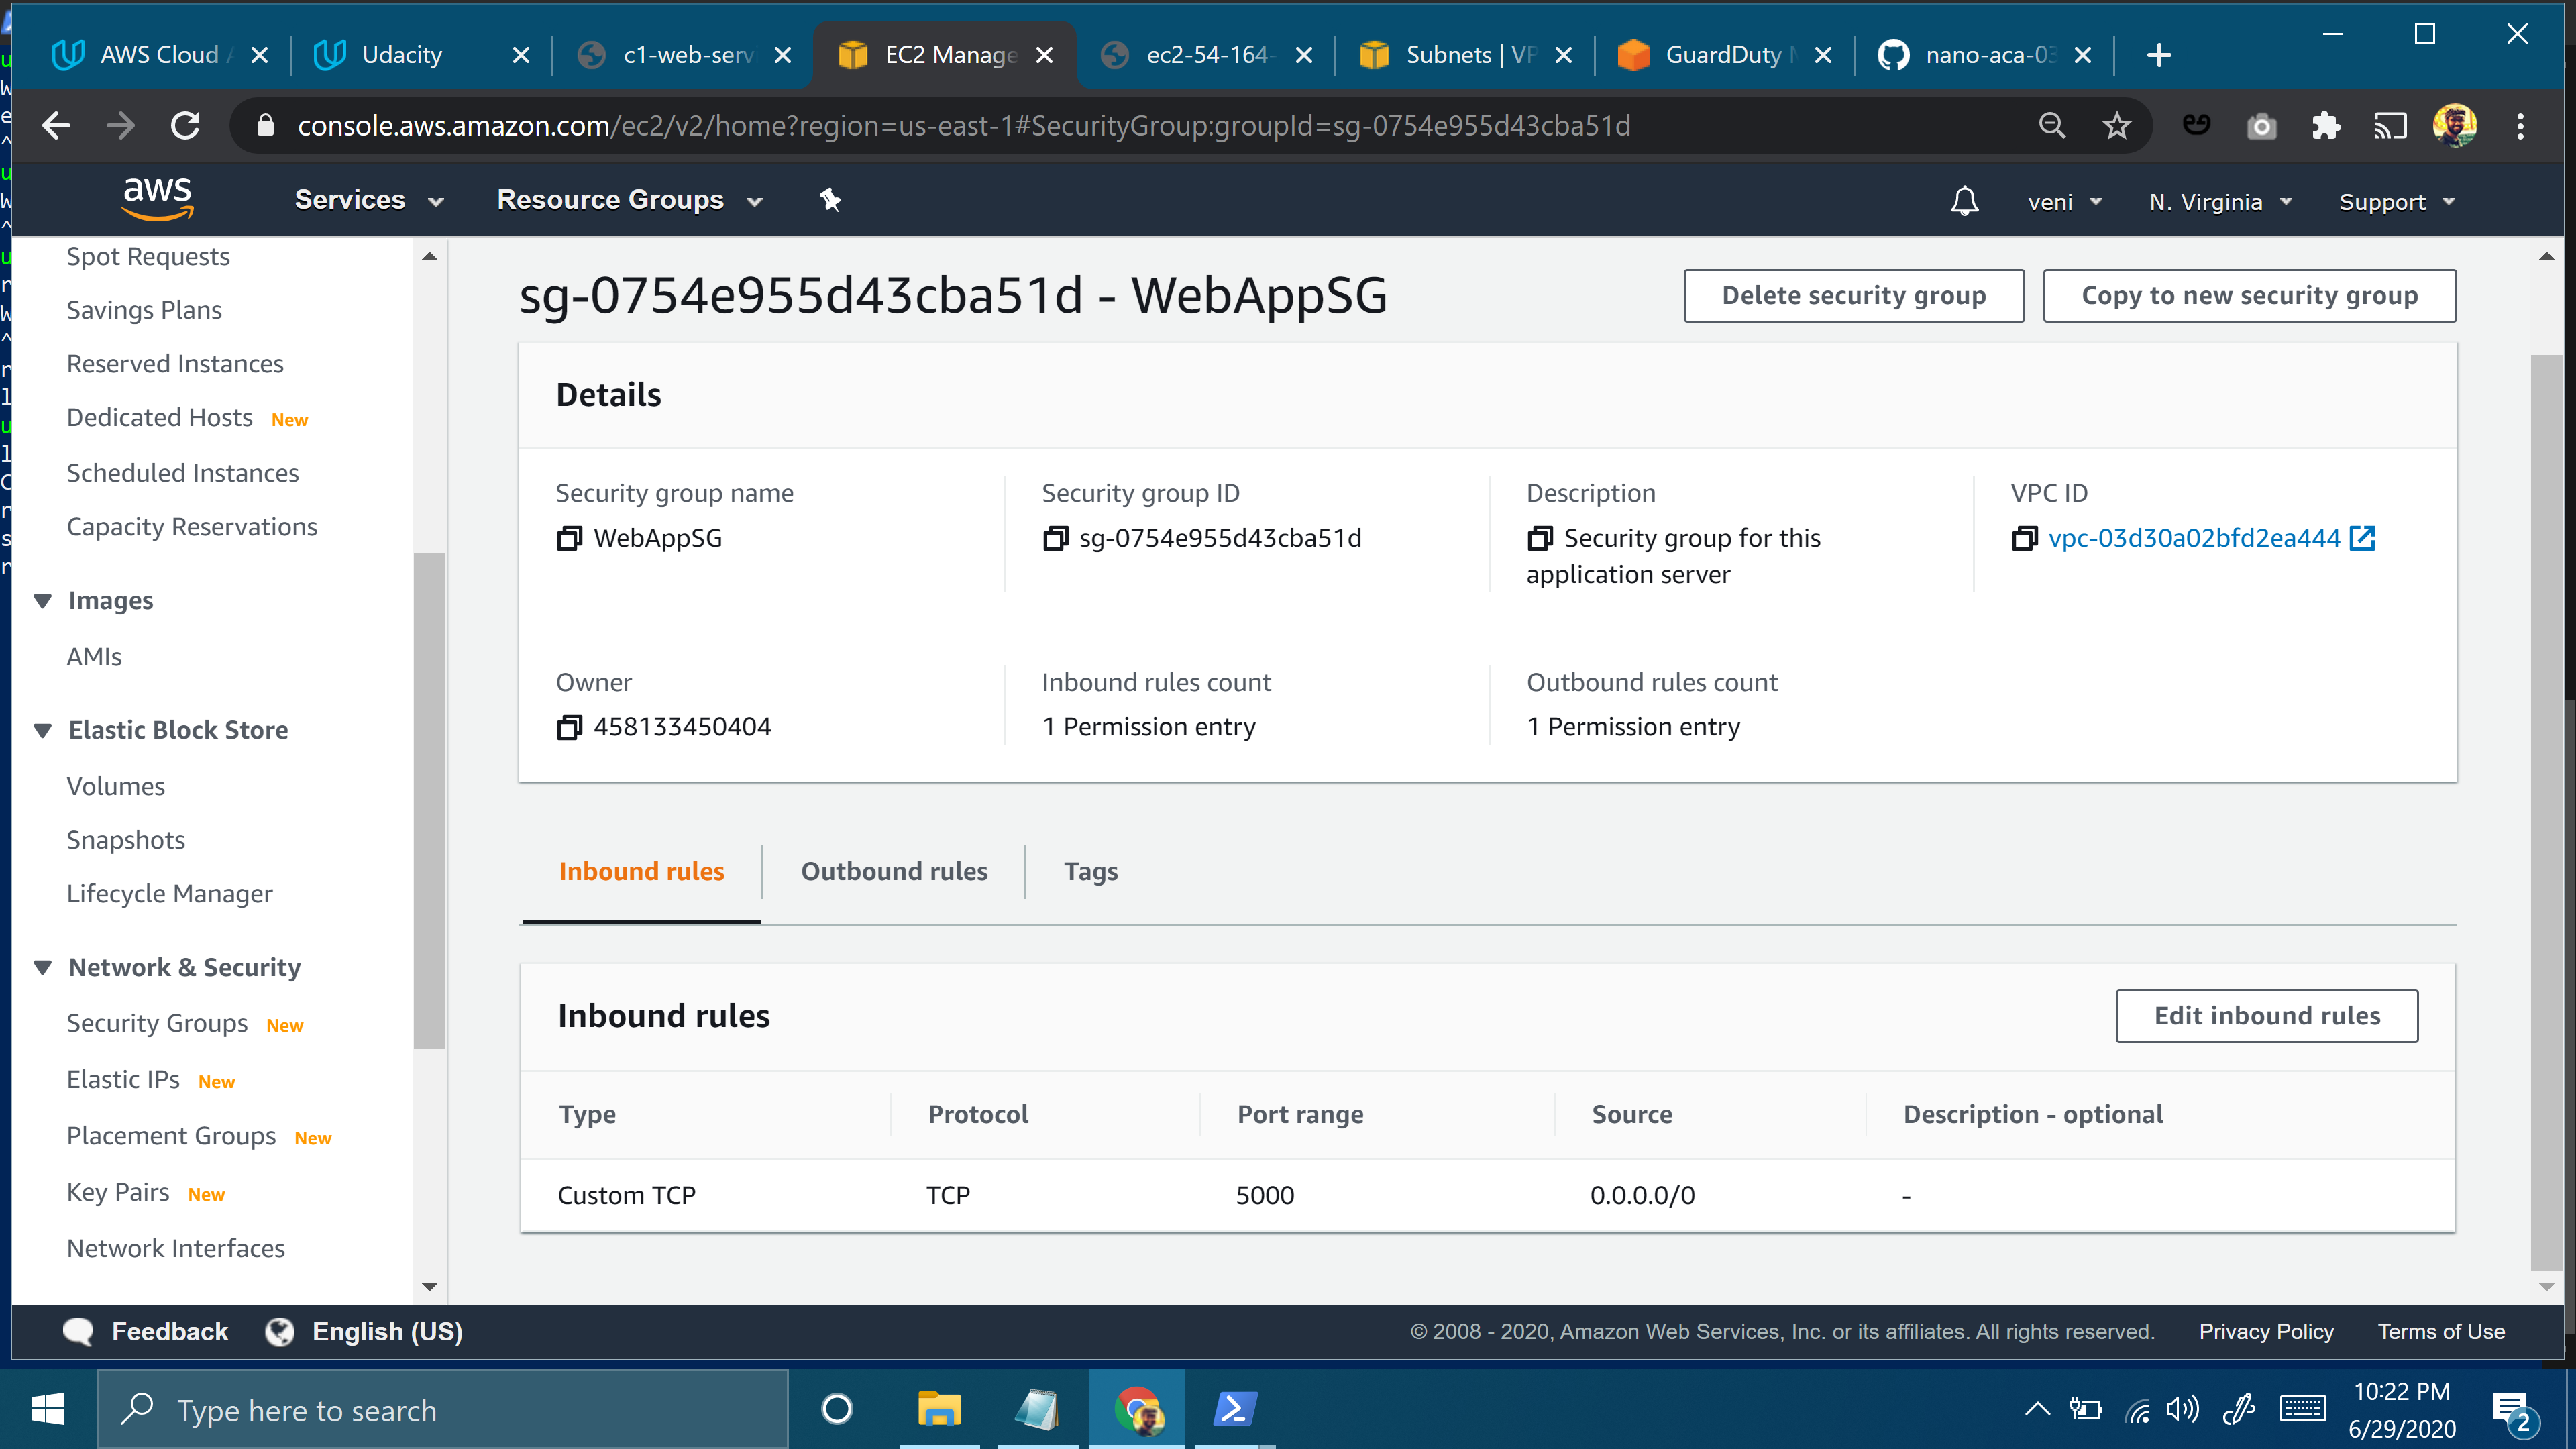 AWS Cloud
Udacity
c1-web-serv
EC2 Manage
ec2-54-164-
Subnets | VP
GuardDuty
nano-aca-03
console.aws.amazon.com/ec2/v2/home?region=us-east-1#SecurityGroup:groupId=sg-0754e955d43cba51d
aws
Services
Resource Groups
veni
N. Virginia
Support
Spot Requests
Savings Plans
Reserved Instances
Dedicated Hosts New
Scheduled Instances
Capacity Reservations
Images
AMIs
Elastic Block Store
Volumes
Snapshots
Lifecycle Manager
Network & Security
Security Groups New
Elastic IPs New
Placement Groups New
Key Pairs New
Network Interfaces
sg-0754e955d43cba51d - WebAppSG
Delete security group
Copy to new security group
Details
Security group name
WebAppSG
Security group ID
sg-0754e955d43cba51d
Description
Security group for this
application server
VPC ID
vpc-03d30a02bfd2ea444
Owner
458133450404
Inbound rules count
1 Permission entry
Outbound rules count
1 Permission entry
Inbound rules
Outbound rules
Tags
Inbound rules
Edit inbound rules
Type Protocol Port range Source Description - optional
Custom TCP TCP 5000 0.0.0.0/0 -
Feedback
English (US)
© 2008 - 2020, Amazon Web Services, Inc. or its affiliates. All rights reserved.
Privacy Policy
Terms of Use
Type here to search
10:22 PM
6/29/2020
2